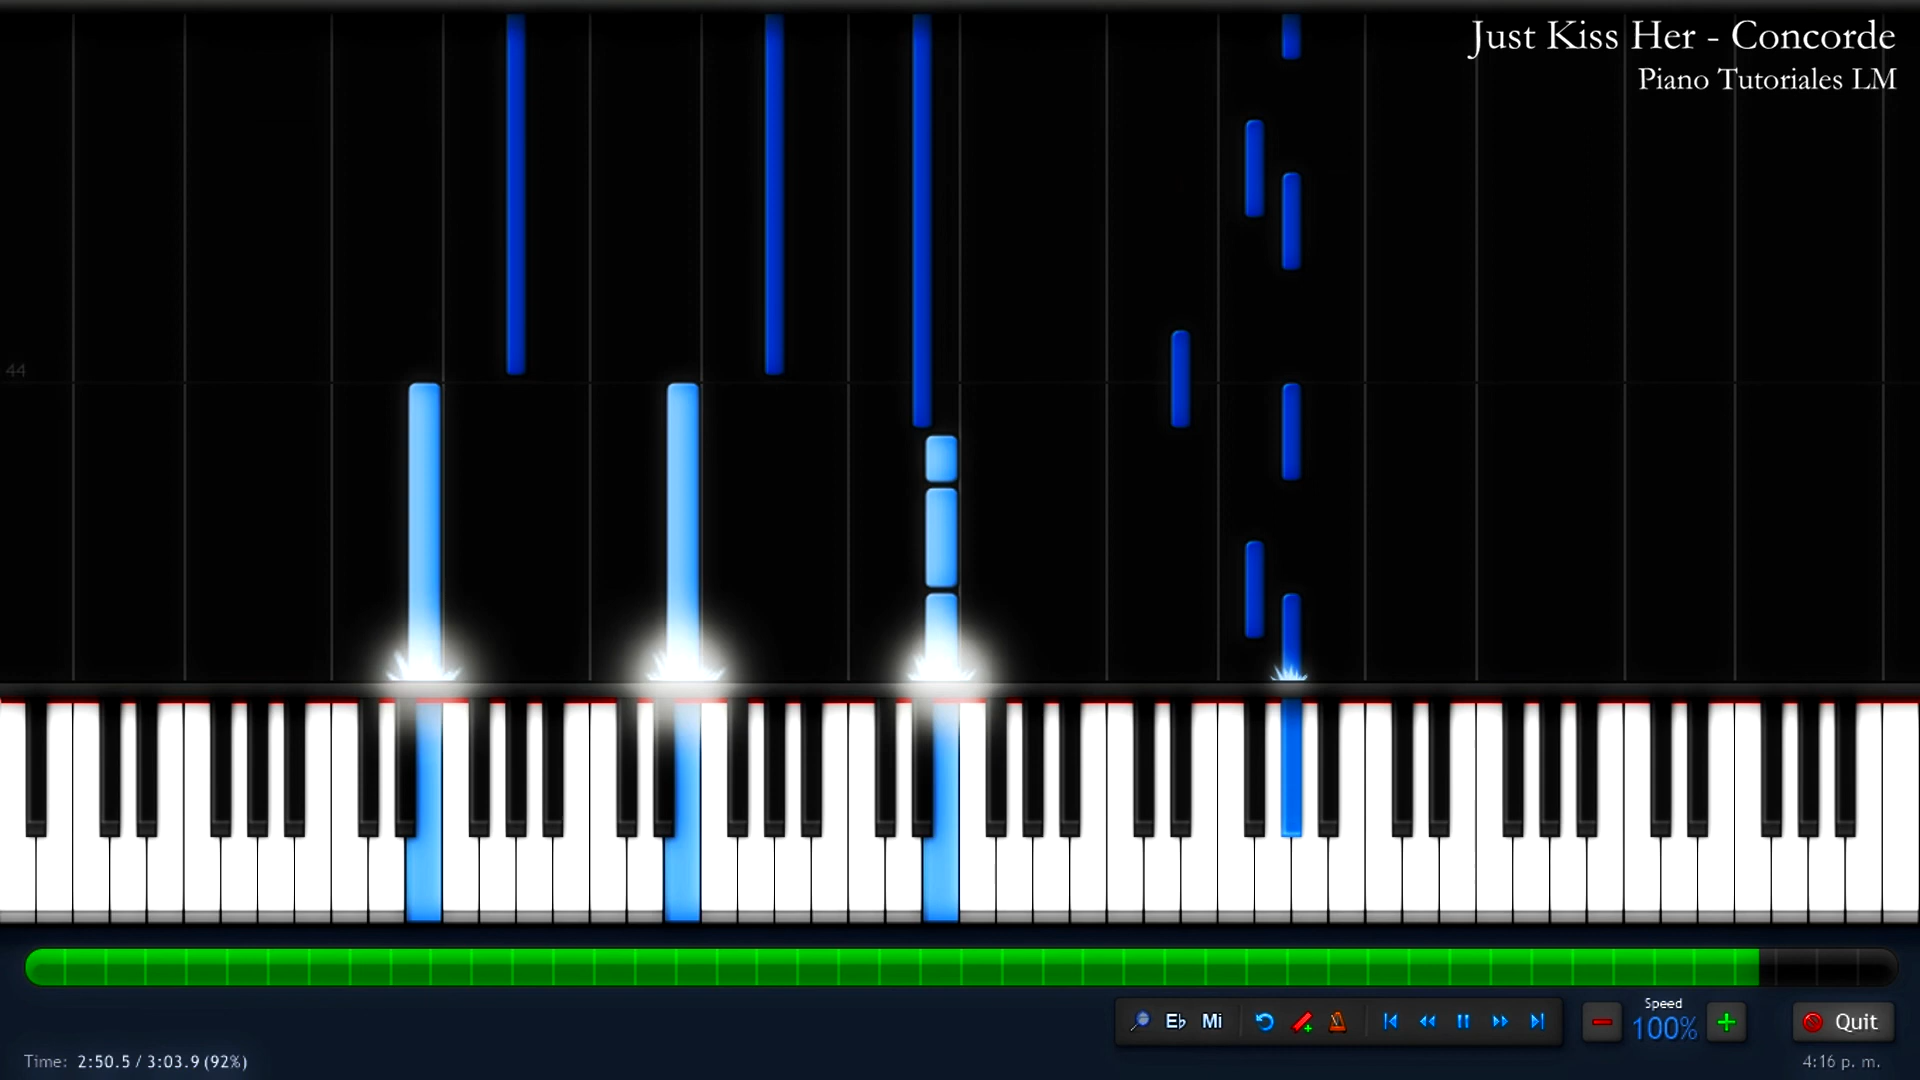 Just Kiss Her - Concorde
Piano Tutoriales LM
44
E♭ Mi
Speed
100%
Quit
Time: 2:50.5 / 3:03.9 (92%)
4:16 p. m.